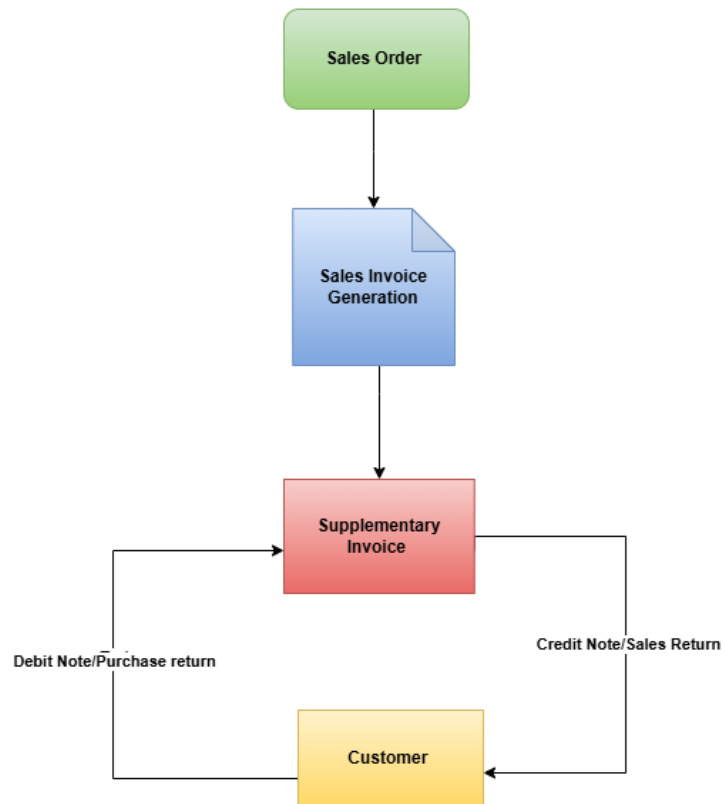 Sales Order
Sales Invoice
Generation
Supplementary
Invoice
Credit Note/Sales Return
Debit Note/Purchase return
Customer